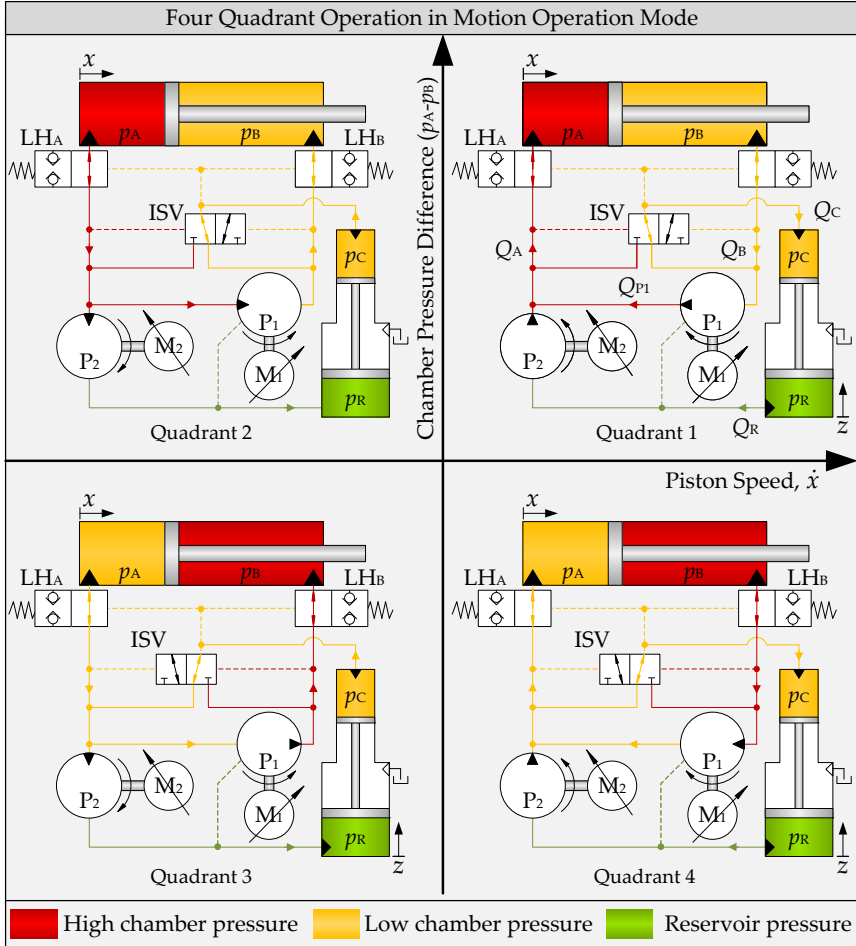 Four Quadrant Operation in Motion Operation Mode
Chamber Pressure Difference (pA-pB)
x
pA
pB
LHA
LHB
ISV
pC
P1
P2
M2
M1
pR
Quadrant 2
x
pA
pB
LHA
ISV
QC
QA
QB
pC
QP1
P1
P2
M2
M1
pR
QR
z
Quadrant 1
Piston Speed, ẋ
x
pA
pB
LHA
LHB
ISV
pC
P1
P2
M2
M1
pR
z
Quadrant 3
x
pA
pB
LHA
LHB
ISV
pC
P1
P2
M2
M1
pR
z
Quadrant 4
High chamber pressure
Low chamber pressure
Reservoir pressure